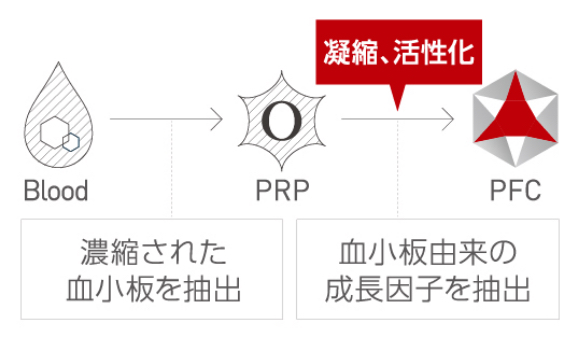 凝縮、活性化
O
Blood
PRP
PFC
濃縮された
血小板を抽出
血小板由来の
成長因子を抽出